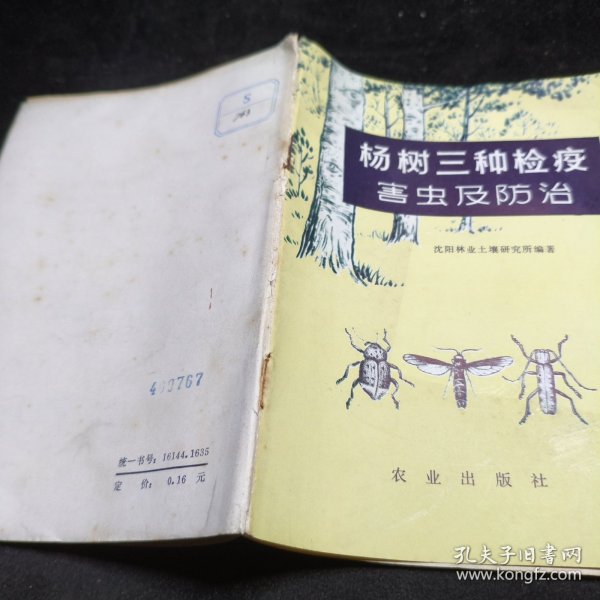 杨树三种检疫
害虫及防治
沈阳林业土壤研究所编著
农业出版社
S
743
433767
统一书号：16144.1635
定 价：0.16 元
孔夫子旧书网
www.kongfz.com